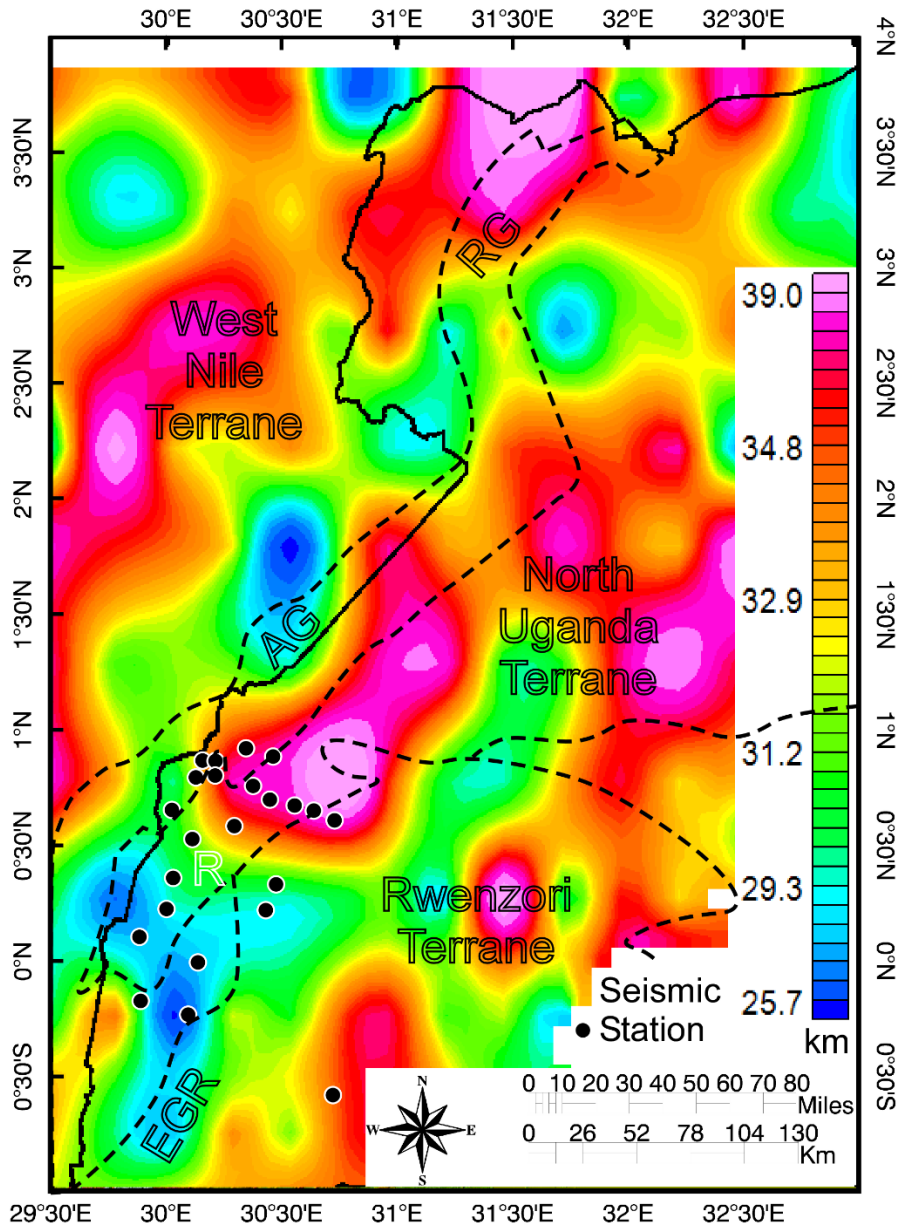 30°E 30°30'E 31°E 31°30'E 32°E 32°30'E 4°N
3°30'N 3°30'N
3°N 3°N
RG
39.0
West
Nile
Terrane
2°30'N 2°30'N
34.8
2°N 2°N
North
Uganda
Terrane
32.9
1°30'N 1°30'N
AG
31.2
1°N 1°N
0°30'N 0°30'N
R
Rwenzori
Terrane
29.3
0°N 0°N
Seismic
Station
25.7
km
EGR
0°30'S 0°30'S
N
W E
S
0 10 20 30 40 50 60 70 80
Miles
0 26 52 78 104 130
Km
29°30'E 30°E 30°30'E 31°E 31°30'E 32°E 32°30'E